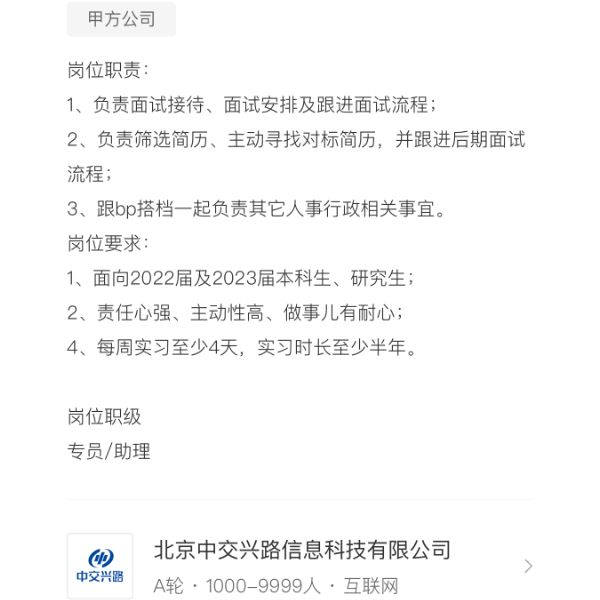 甲方公司
岗位职责：
1、负责面试接待、面试安排及跟进面试流程；
2、负责筛选简历、主动寻找对标简历，并跟进后期面试
流程；
3、跟bp搭档一起负责其它人事行政相关事宜。
岗位要求：
1、面向2022届及2023届本科生、研究生；
2、责任心强、主动性高、做事儿有耐心；
4、每周实习至少4天，实习时长至少半年。
岗位职级
专员/助理
北京中交兴路信息科技有限公司
中交兴路
A轮 · 1000-9999人 · 互联网